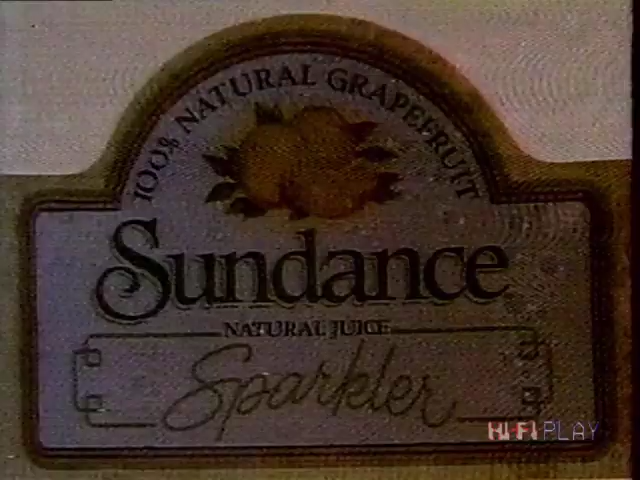 100% NATURAL GRAPEFRUIT
Sundance
NATURAL JUICE
Sparkler
HI-FI PLAY